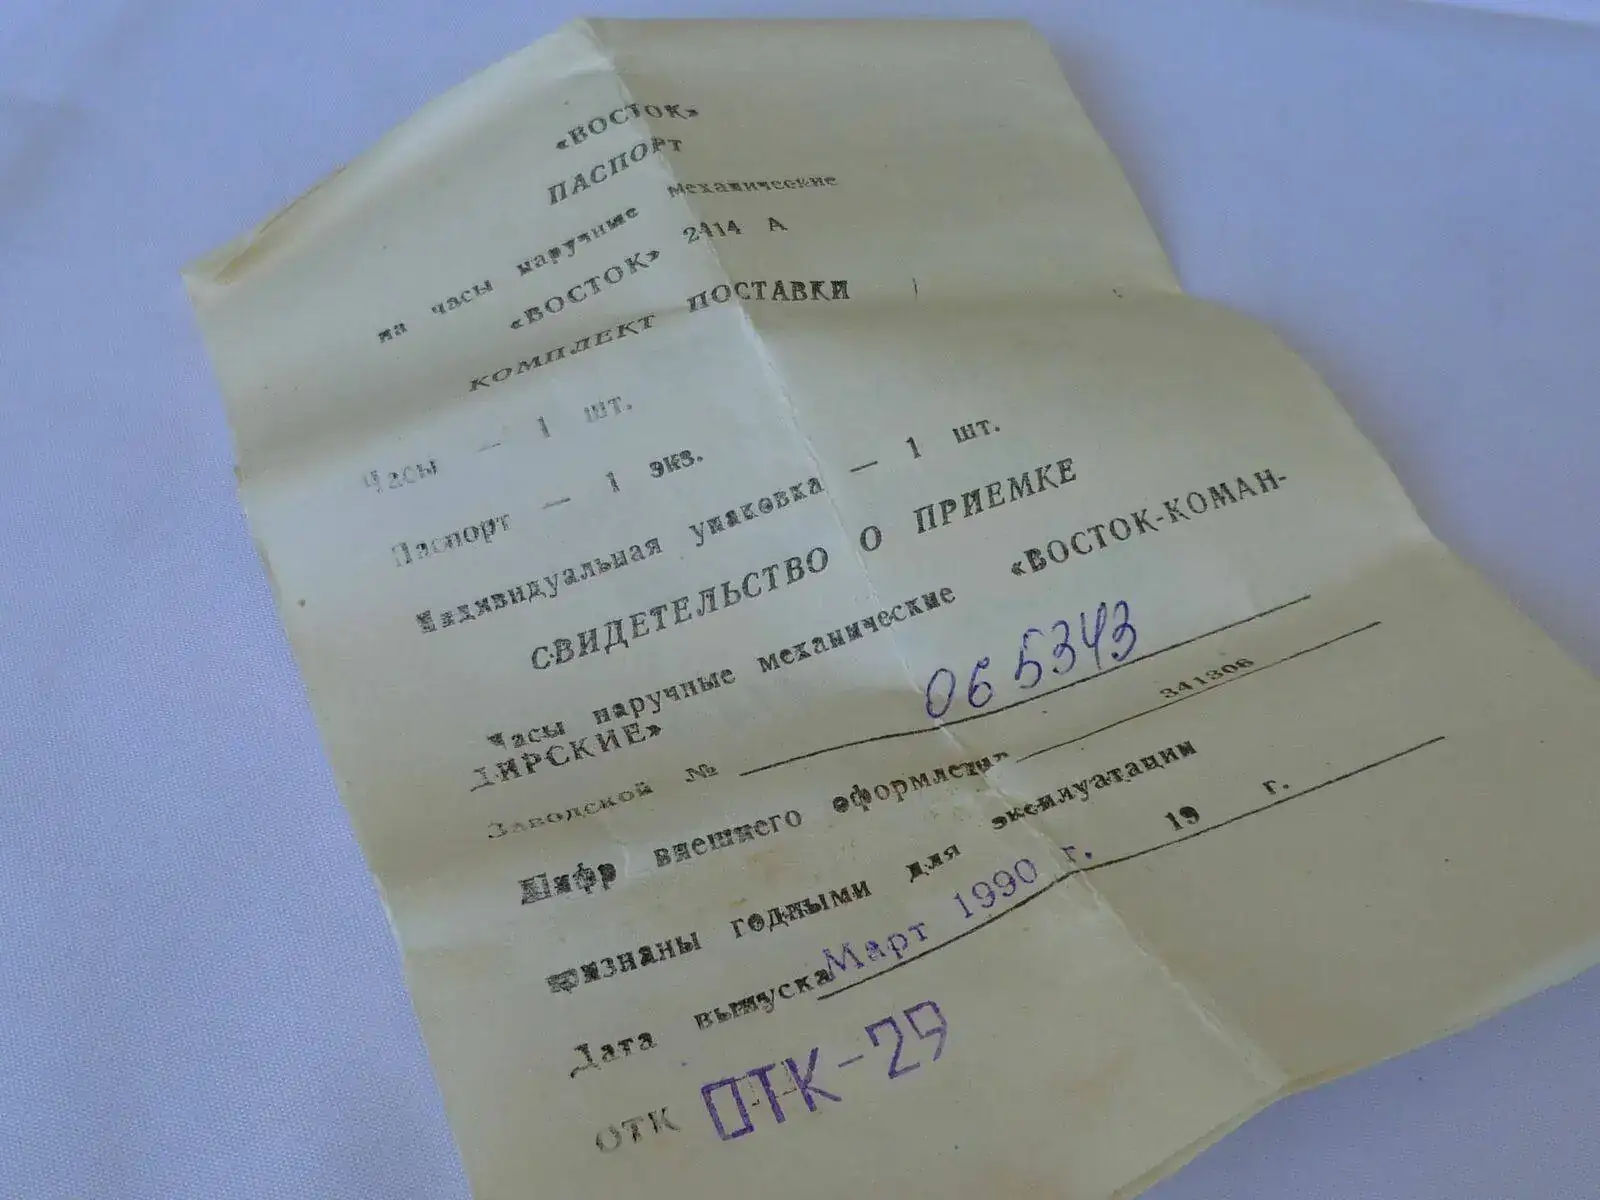 «ВОСТОК»
ПАСПОРТ
на часы наручные механические
«ВОСТОК» 2414 А
КОМПЛЕКТ ПОСТАВКИ
Часы — 1 шт.
Паспорт — 1 экз.
Индивидуальная упаковка — 1 шт.
СВИДЕТЕЛЬСТВО О ПРИЕМКЕ
Часы наручные механические «ВОСТОК-КОМАН-
ДИРСКИЕ»
Заводской № 065343
Шифр внешнего оформления 341306
признаны годными для эксплуатации
Дата выпуска Март 1990 г. 19 г.
ОТК ОТК-29